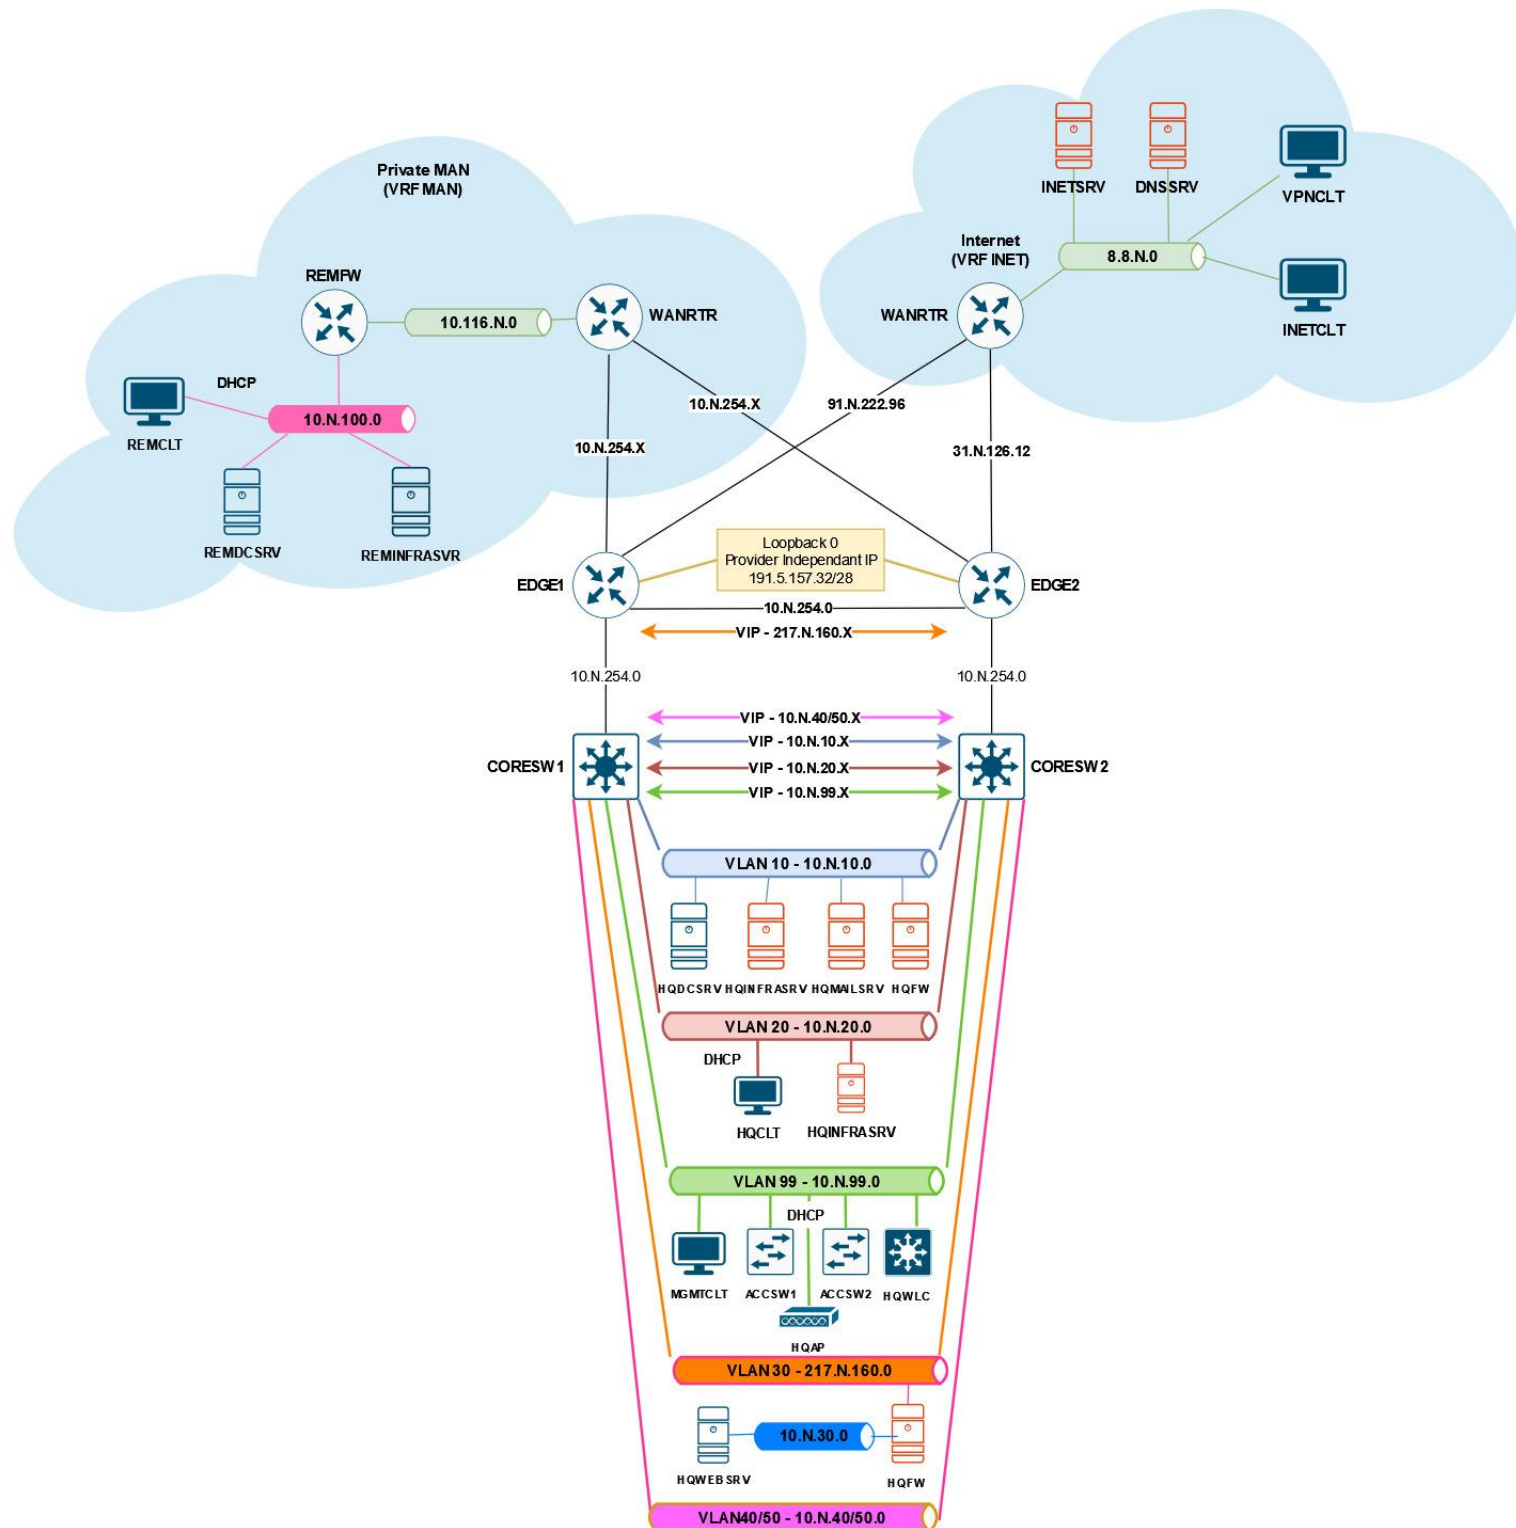 INETSRV
DNSSRV
VPNCLT
Private MAN
(VRF MAN)
Internet
(VRF INET)
8.8.N.0
REMFW
10.116.N.0
WANRTR
WANRTR
INETCLT
DHCP
10.N.100.0
REMCLT
10.N.254.X
91.N.222.96
10.N.254.X
31.N.126.12
REMDCSRV
REMINFRASVR
Loopback 0
Provider Independant IP
191.5.157.32/28
EDGE1
EDGE2
10.N.254.0
VIP - 217.N.160.X
10.N.254.0
10.N.254.0
VIP - 10.N.40/50.X
VIP - 10.N.10.X
CORESW1
VIP - 10.N.20.X
CORESW2
VIP - 10.N.99.X
VLAN 10 - 10.N.10.0
HQDCSRV
HQINFRASRV
HQMAILSRV
HQFW
VLAN 20 - 10.N.20.0
DHCP
HQCLT
HQINFRASRV
VLAN 99 - 10.N.99.0
DHCP
MGMTCLT
ACCSW1
ACCSW2
HQWLC
HQAP
VLAN 30 - 217.N.160.0
10.N.30.0
HQWEBSRV
HQFW
VLAN40/50 - 10.N.40/50.0